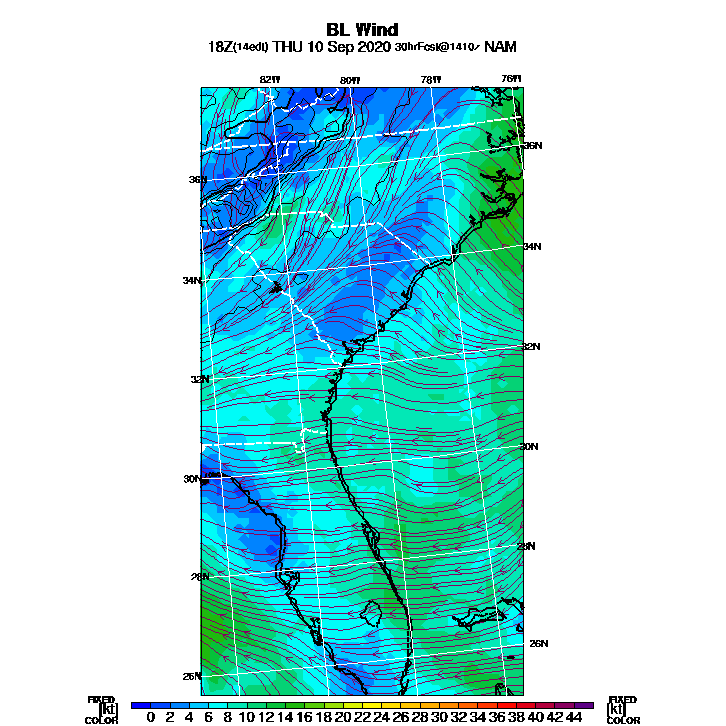 BL Wind
18Z(14edt) THU 10 Sep 2020 30hrFcst@1410z NAM
82W 80W 78W 76W
36N
36N
34N
34N
32N
32N
30N
30N
28N
28N
26N
26N
FIXED FIXED
[kt] 0 2 4 6 8 10 12 14 16 18 20 22 24 26 28 30 32 34 36 38 40 42 44 [kt]
COLOR COLOR